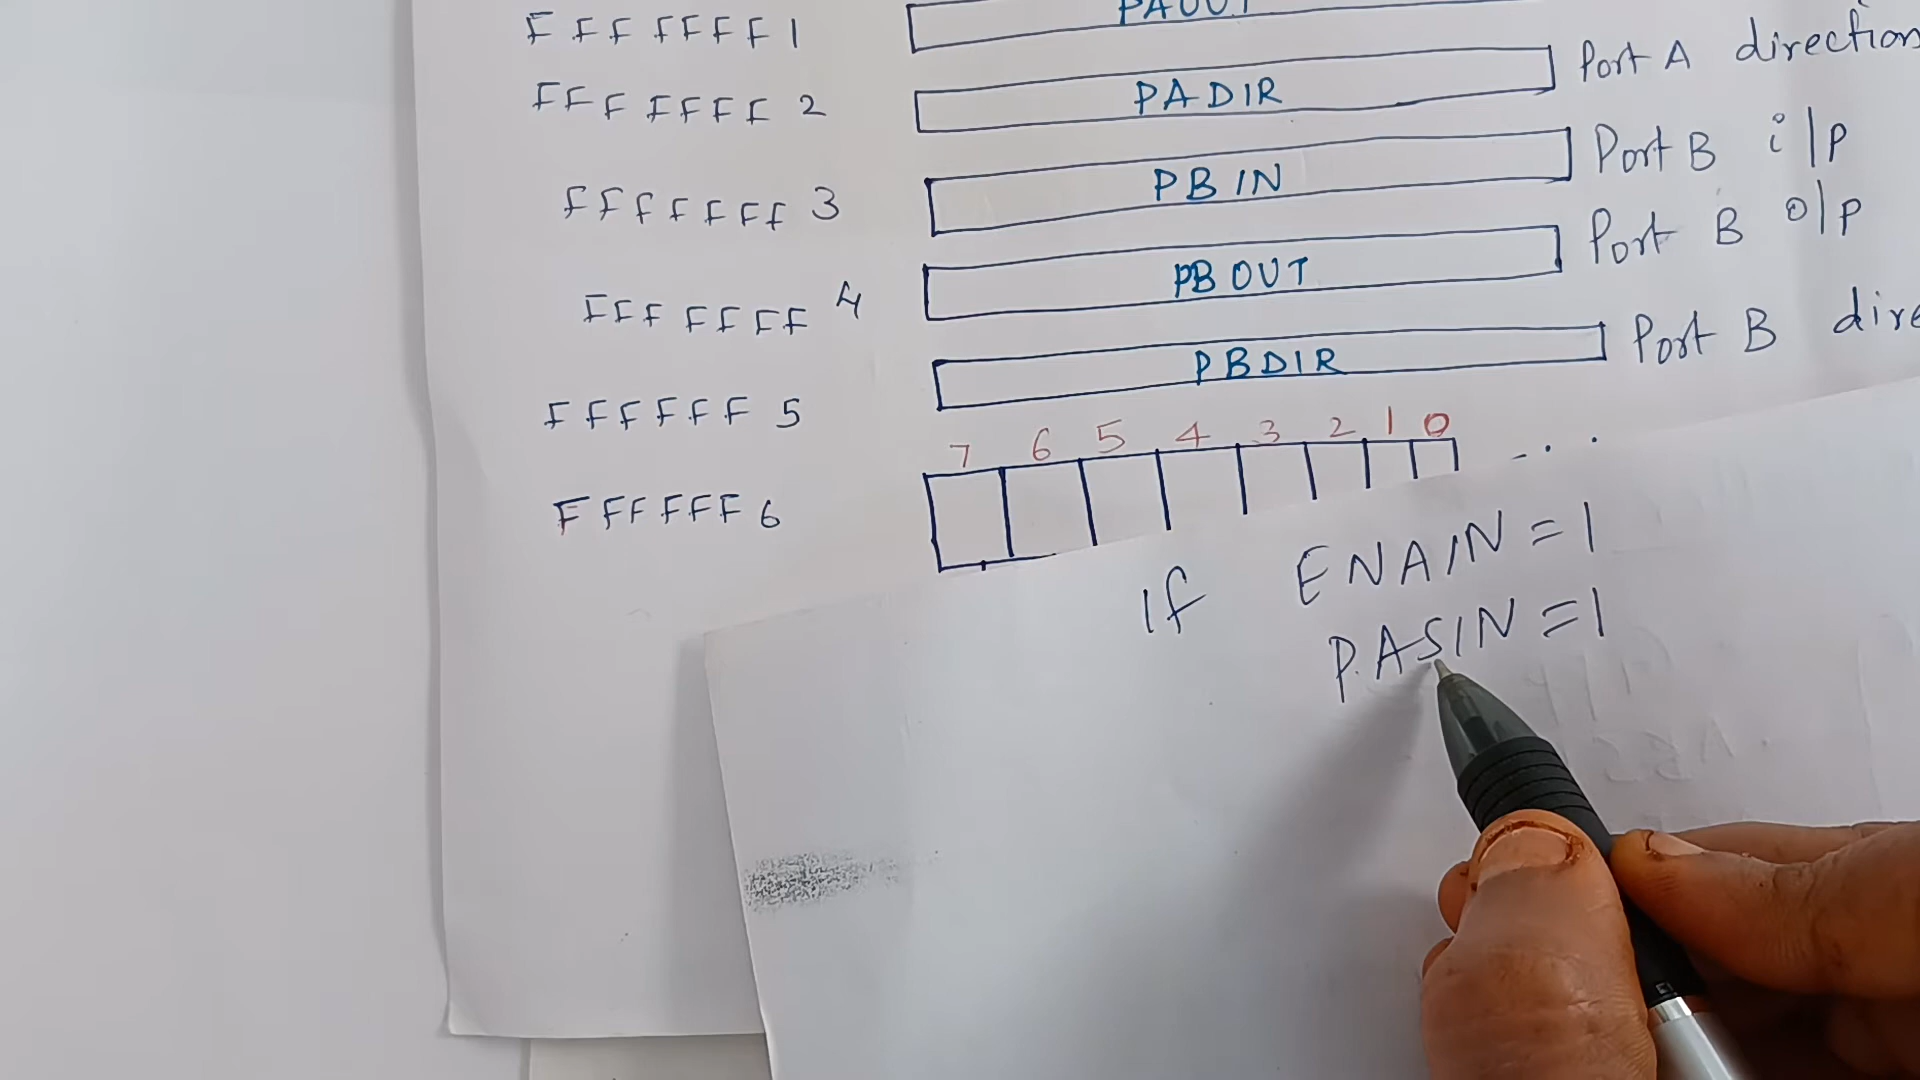 FFFFFFF1 PAOUT
PADIR Port A direction
FFFFFFF2
PBIN Port B i/p
FFFFFFF3
PBOUT Port B o/p
FFFFFFF4
PBDIR Port B dire
FFFFFF5
7 6 5 4 3 2 1 0
FFFFFF6
If ENAIN=1
PASIN=1